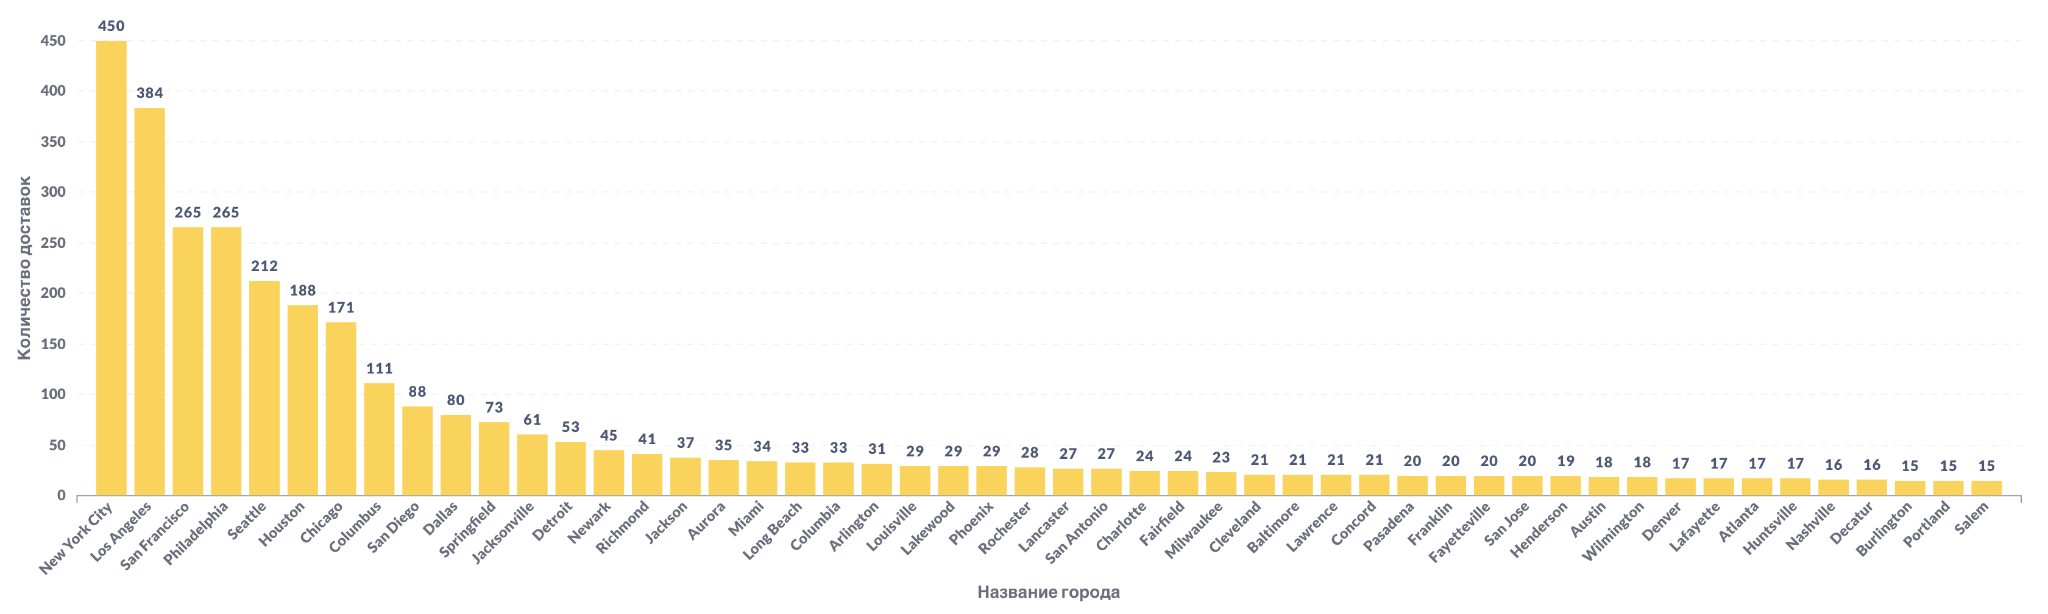 Количество доставок
450
400
350
300
250
200
150
100
50
0
450
384
265
265
212
188
171
111
88
80
73
61
53
45
41
37
35
34
33
33
31
29
29
29
28
27
27
24
24
23
21
21
21
21
20
20
20
20
19
18
18
17
17
17
17
16
16
15
15
15
New York City
Los Angeles
San Francisco
Philadelphia
Seattle
Houston
Chicago
Columbus
San Diego
Dallas
Springfield
Jacksonville
Detroit
Newark
Richmond
Jackson
Aurora
Miami
Long Beach
Columbia
Arlington
Louisville
Lakewood
Phoenix
Rochester
Lancaster
San Antonio
Charlotte
Fairfield
Milwaukee
Cleveland
Baltimore
Lawrence
Concord
Pasadena
Franklin
Fayetteville
San Jose
Henderson
Austin
Wilmington
Denver
Lafayette
Atlanta
Huntsville
Nashville
Decatur
Burlington
Portland
Salem
Название города